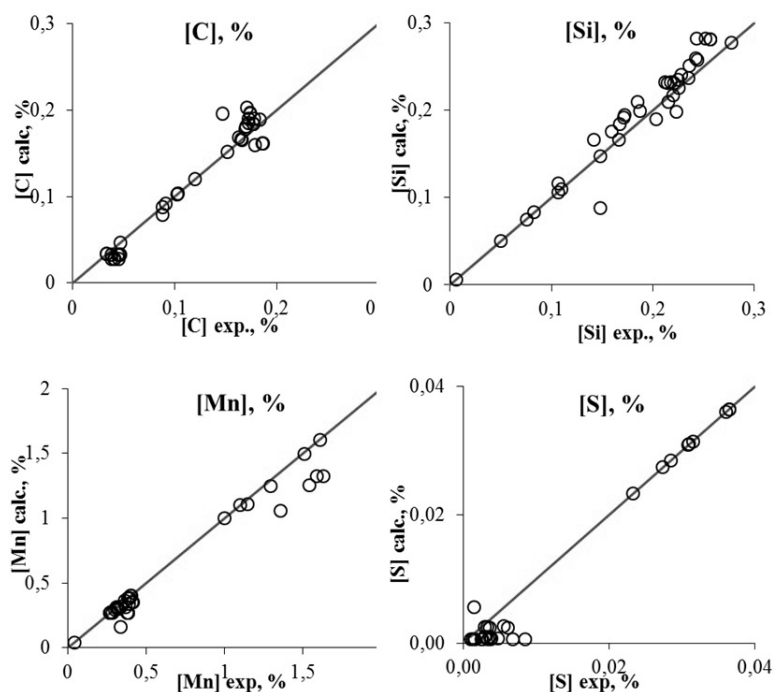 [C], %
[C] calc, %
0,3
0,2
0,1
0
0
0,1
0,2
0
[C] exp., %
[Si], %
[Si] calc, %
0,3
0,2
0,1
0
0
0,1
0,2
0,3
[Si] exp., %
[Mn], %
[Mn] calc., %
2
1,5
1
0,5
0
0
0,5
1
1,5
[Mn] exp, %
[S], %
[S] calc., %
0,04
0,02
0,00
0,00
0,02
0,04
[S] exp, %